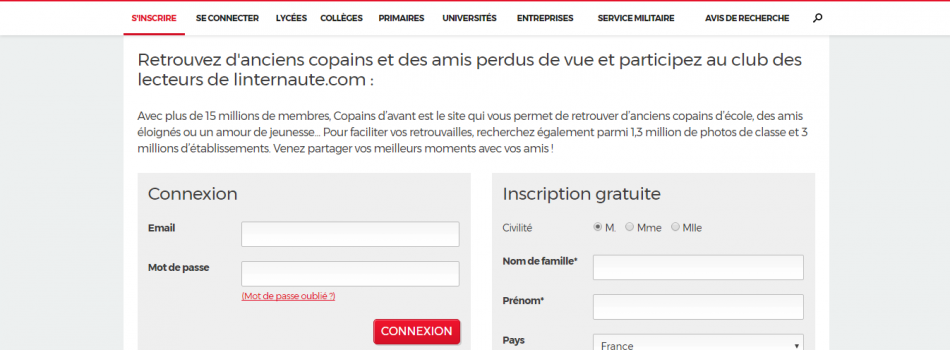 S'INSCRIRE SE CONNECTER LYCÉES COLLÈGES PRIMAIRES UNIVERSITÉS ENTREPRISES SERVICE MILITAIRE AVIS DE RECHERCHE
Retrouvez d'anciens copains et des amis perdus de vue et participez au club des
lecteurs de linternaute.com :
Avec plus de 15 millions de membres, Copains d'avant est le site qui vous permet de retrouver d'anciens copains d'école, des amis
éloignés ou un amour de jeunesse... Pour faciliter vos retrouvailles, recherchez également parmi 1,3 million de photos de classe et 3
millions d'établissements. Venez partager vos meilleurs moments avec vos amis !
Connexion
Email
Mot de passe
(Mot de passe oublié ?)
CONNEXION
Inscription gratuite
Civilité M. Mme Mlle
Nom de famille*
Prénom*
Pays France